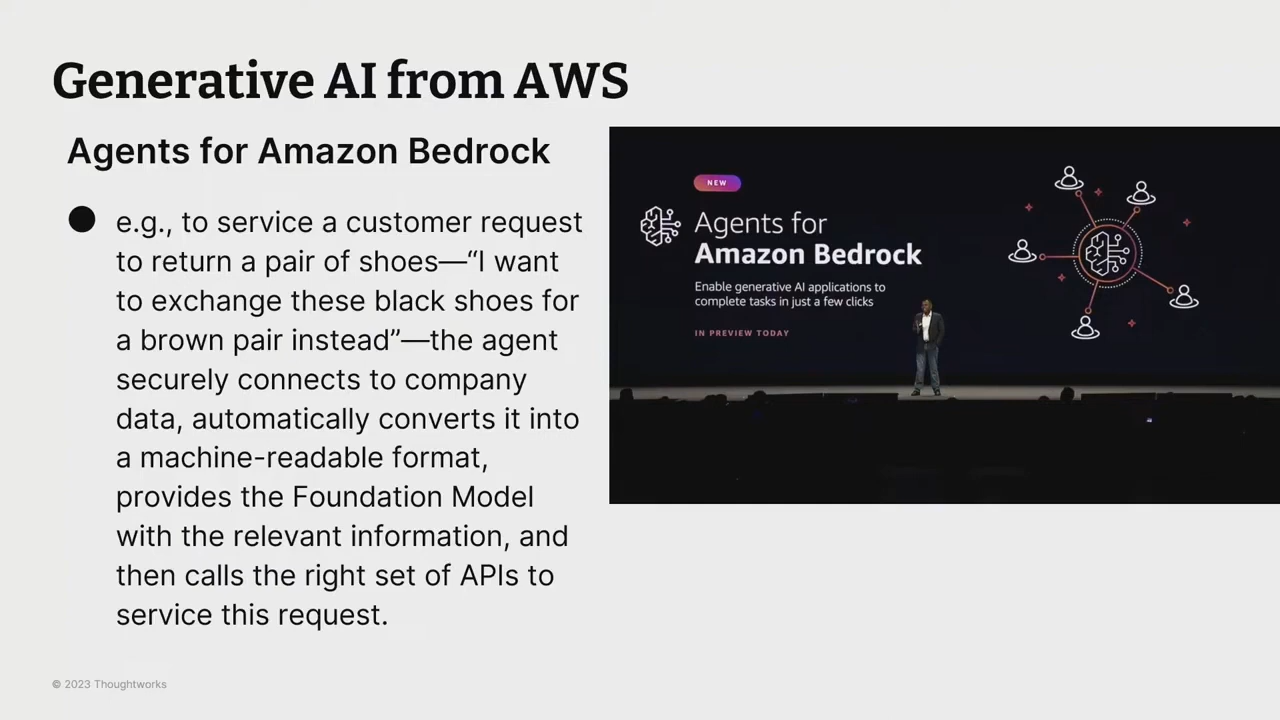 Generative AI from AWS
Agents for Amazon Bedrock
e.g., to service a customer request
to return a pair of shoes—“I want
to exchange these black shoes for
a brown pair instead”—the agent
securely connects to company
data, automatically converts it into
a machine-readable format,
provides the Foundation Model
with the relevant information, and
then calls the right set of APIs to
service this request.
NEW
Agents for
Amazon Bedrock
Enable generative AI applications to
complete tasks in just a few clicks
IN PREVIEW TODAY
© 2023 Thoughtworks